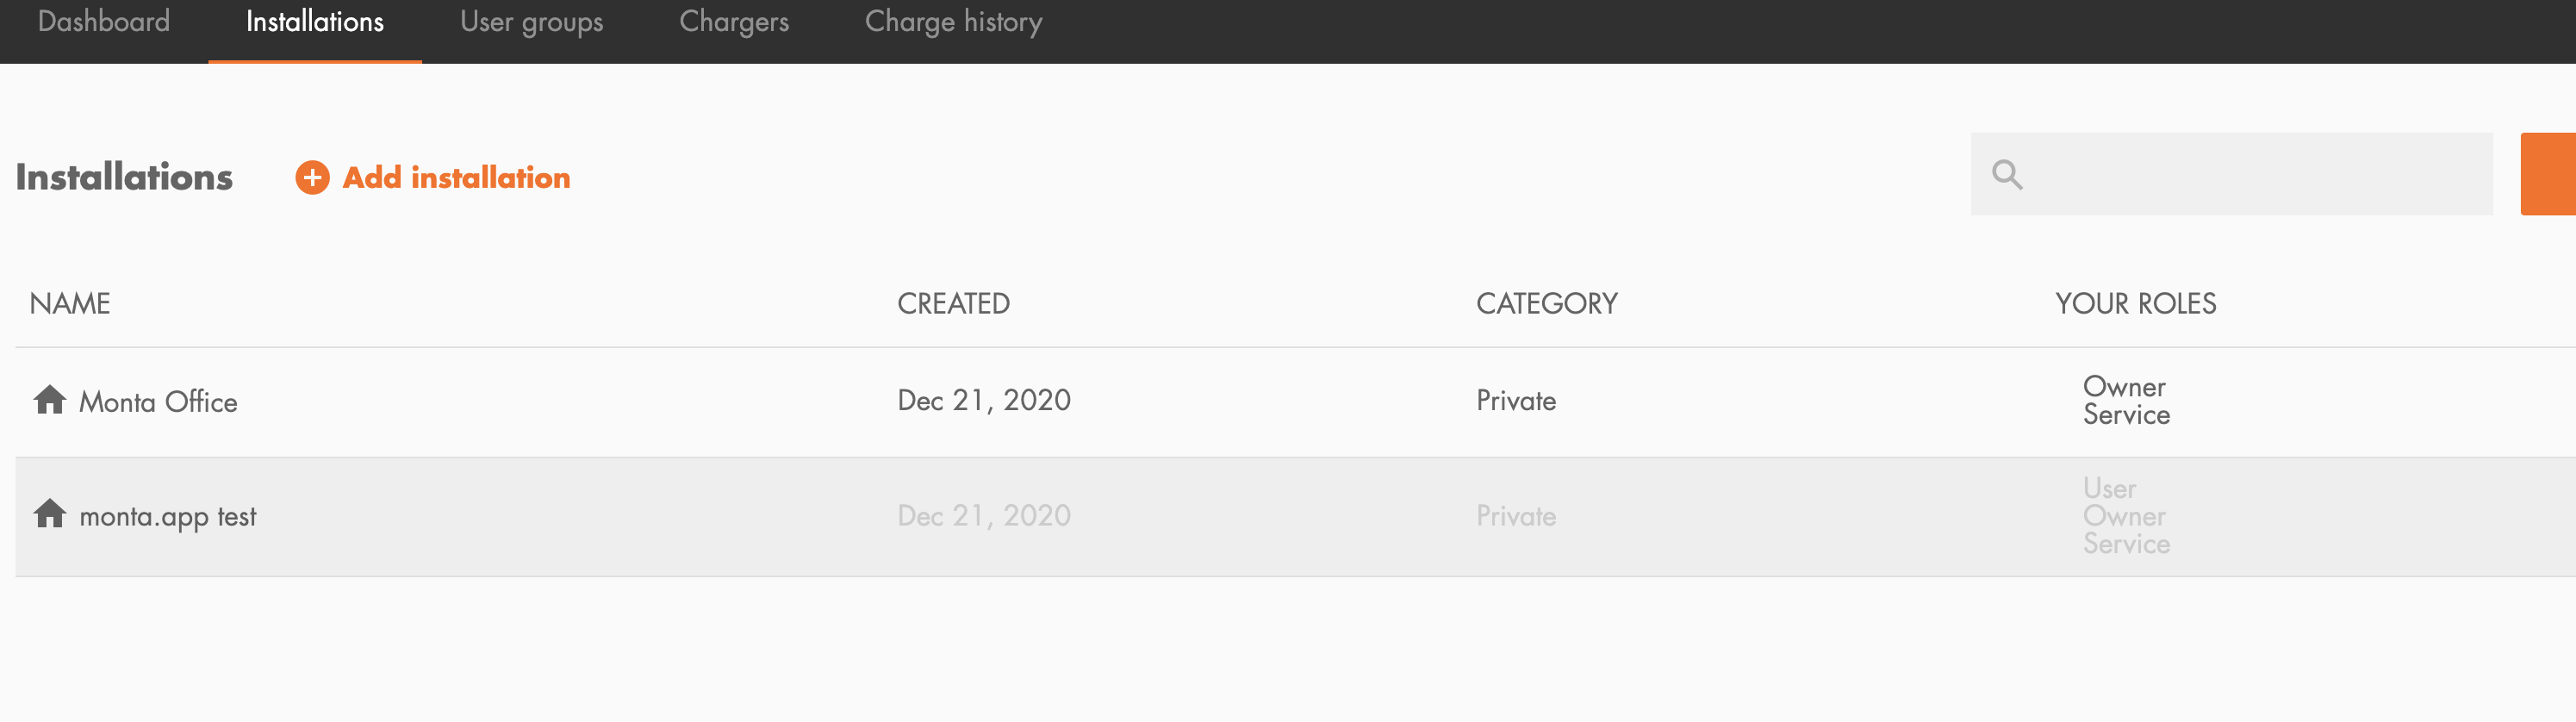 Dashboard Installations User groups Chargers Charge history
Installations Add installation
NAME CREATED CATEGORY YOUR ROLES
Monta Office Dec 21, 2020 Private Owner
Service
monta.app test Dec 21, 2020 Private User
Owner
Service